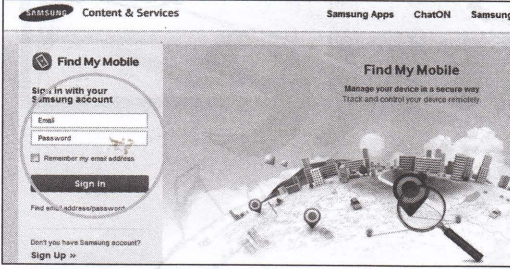 SAMSUNG Content & Services Samsung Apps ChatON Samsung
Find My Mobile
Sign in with your
Samsung account
Email
Password
Remember my email address
Sign in
Find email address/password
Don't you have Samsung account?
Sign Up »
Find My Mobile
Manage your device in a secure way
Track and control your device remotely.